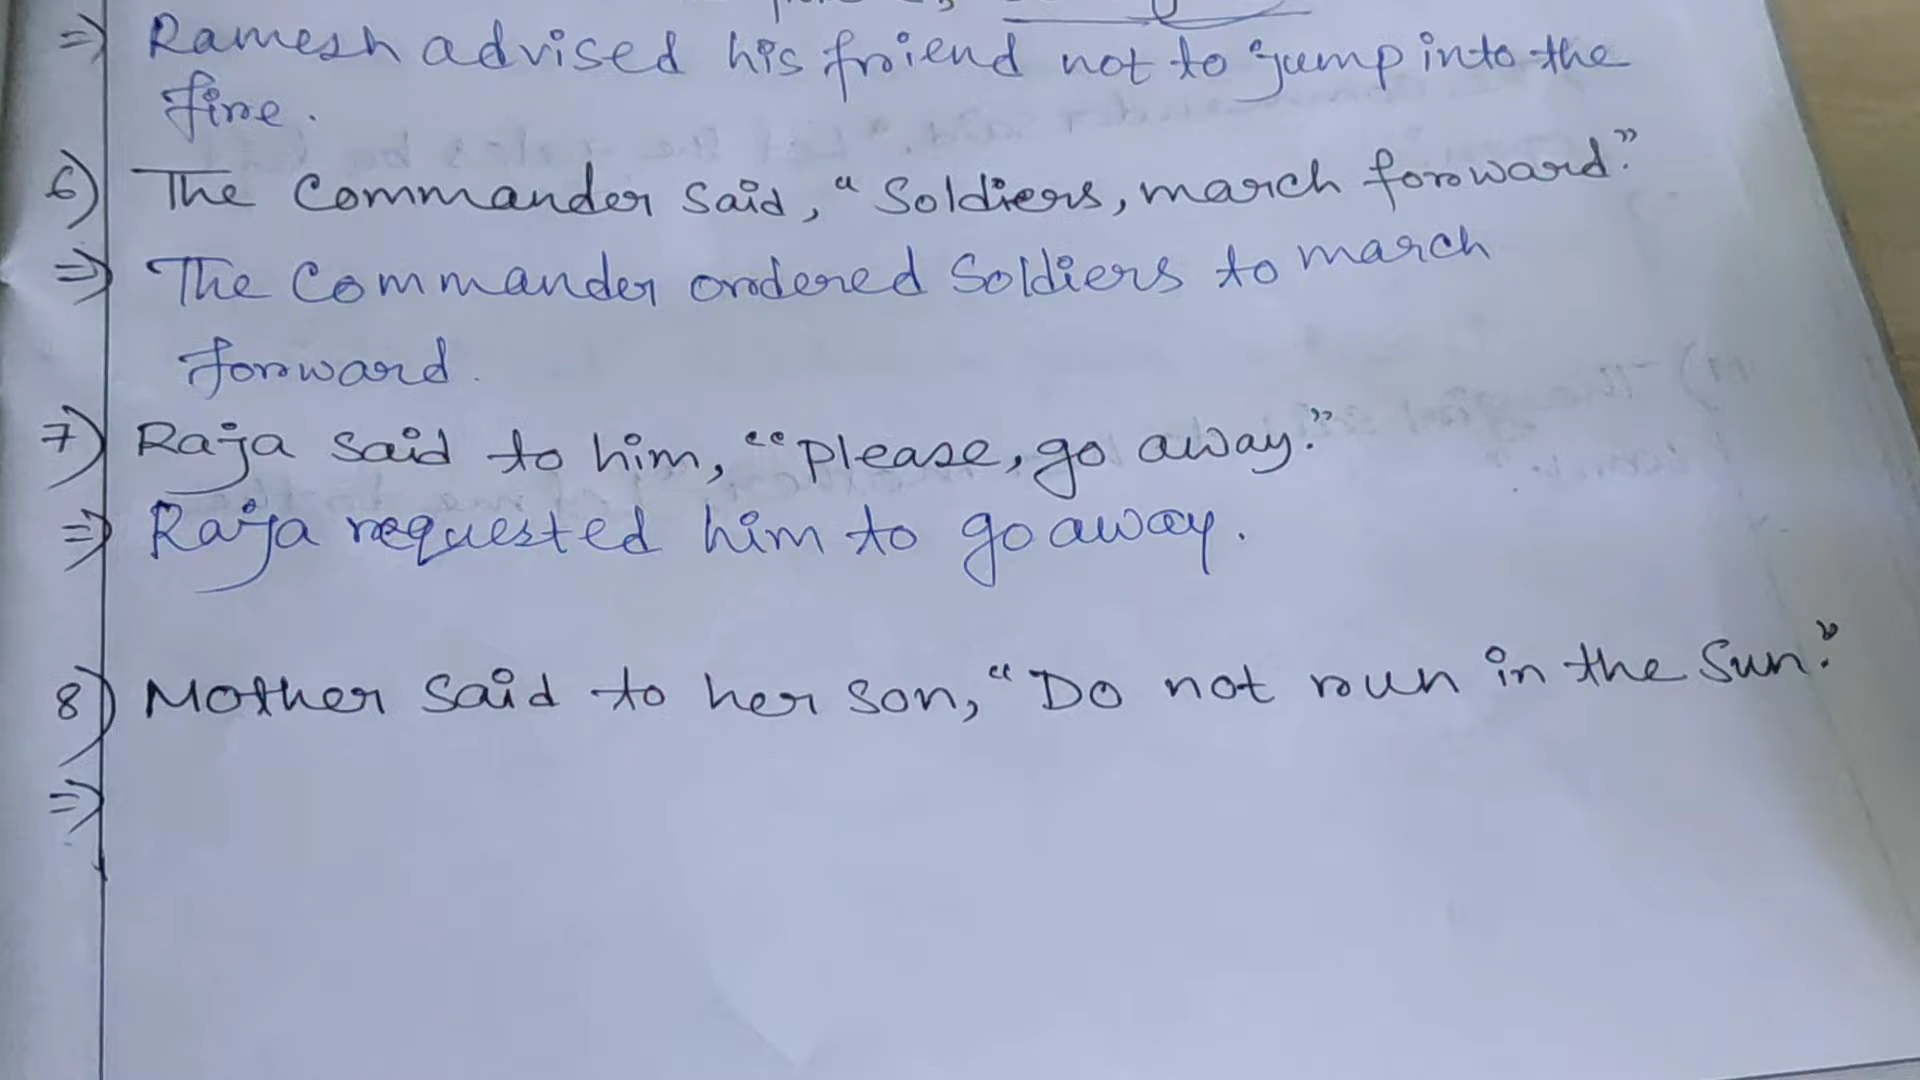 => Ramesh advised his friend not to jump into the
fire.
6) The Commander said, "Soldiers, march forward."
=> The Commander ordered Soldiers to march
forward.
7) Raja said to him, "please, go away."
=> Raja requested him to go away.
8) Mother said to her son, "Do not run in the Sun."
=>